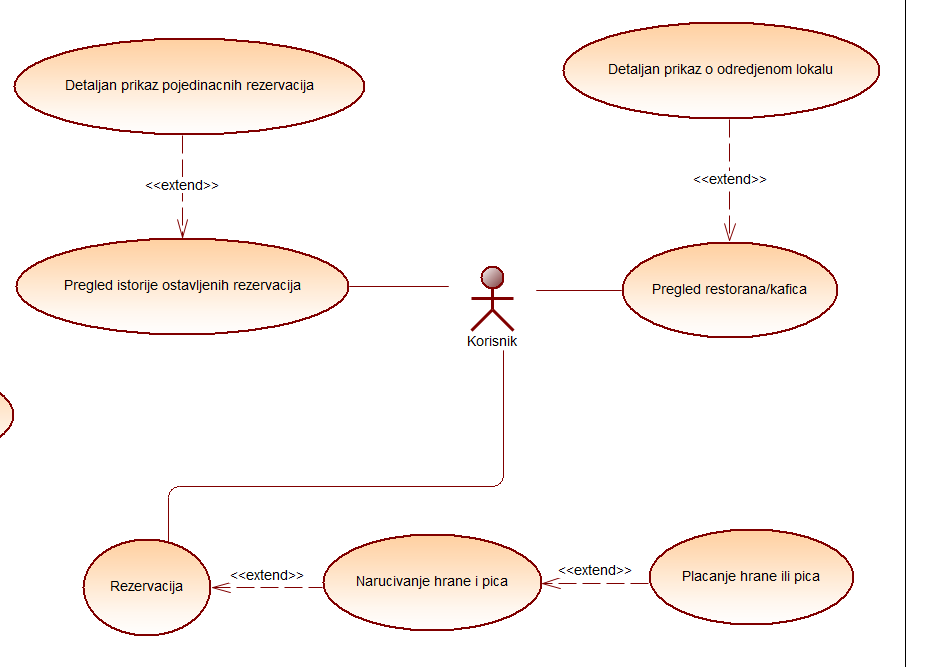 Detaljan prikaz pojedinacnih rezervacija
Detaljan prikaz o odredjenom lokalu
<<extend>>
<<extend>>
Pregled istorije ostavljenih rezervacija
Pregled restorana/kafica
Korisnik
Rezervacija
<<extend>>
Narucivanje hrane i pica
<<extend>>
Placanje hrane ili pica